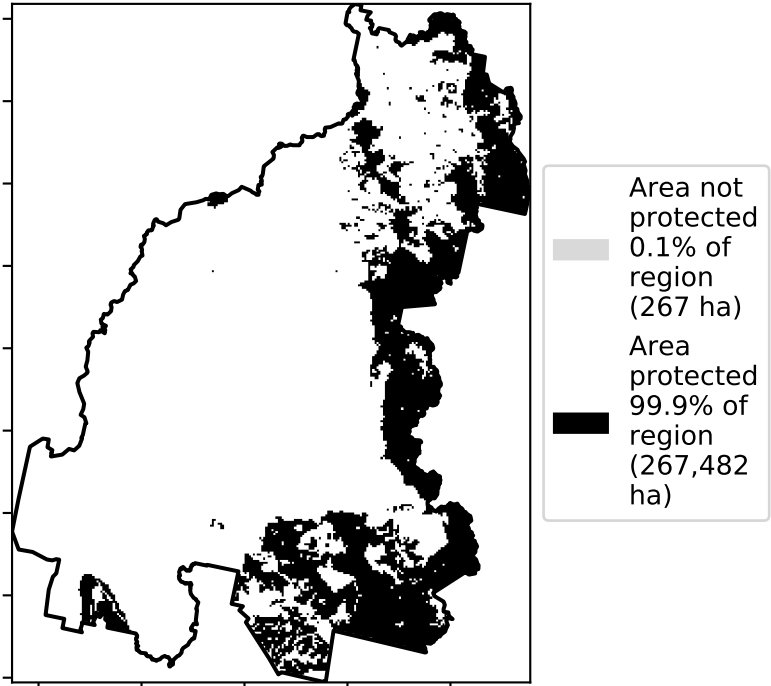 Area not
protected
0.1% of
region
(267 ha)
Area
protected
99.9% of
region
(267,482
ha)